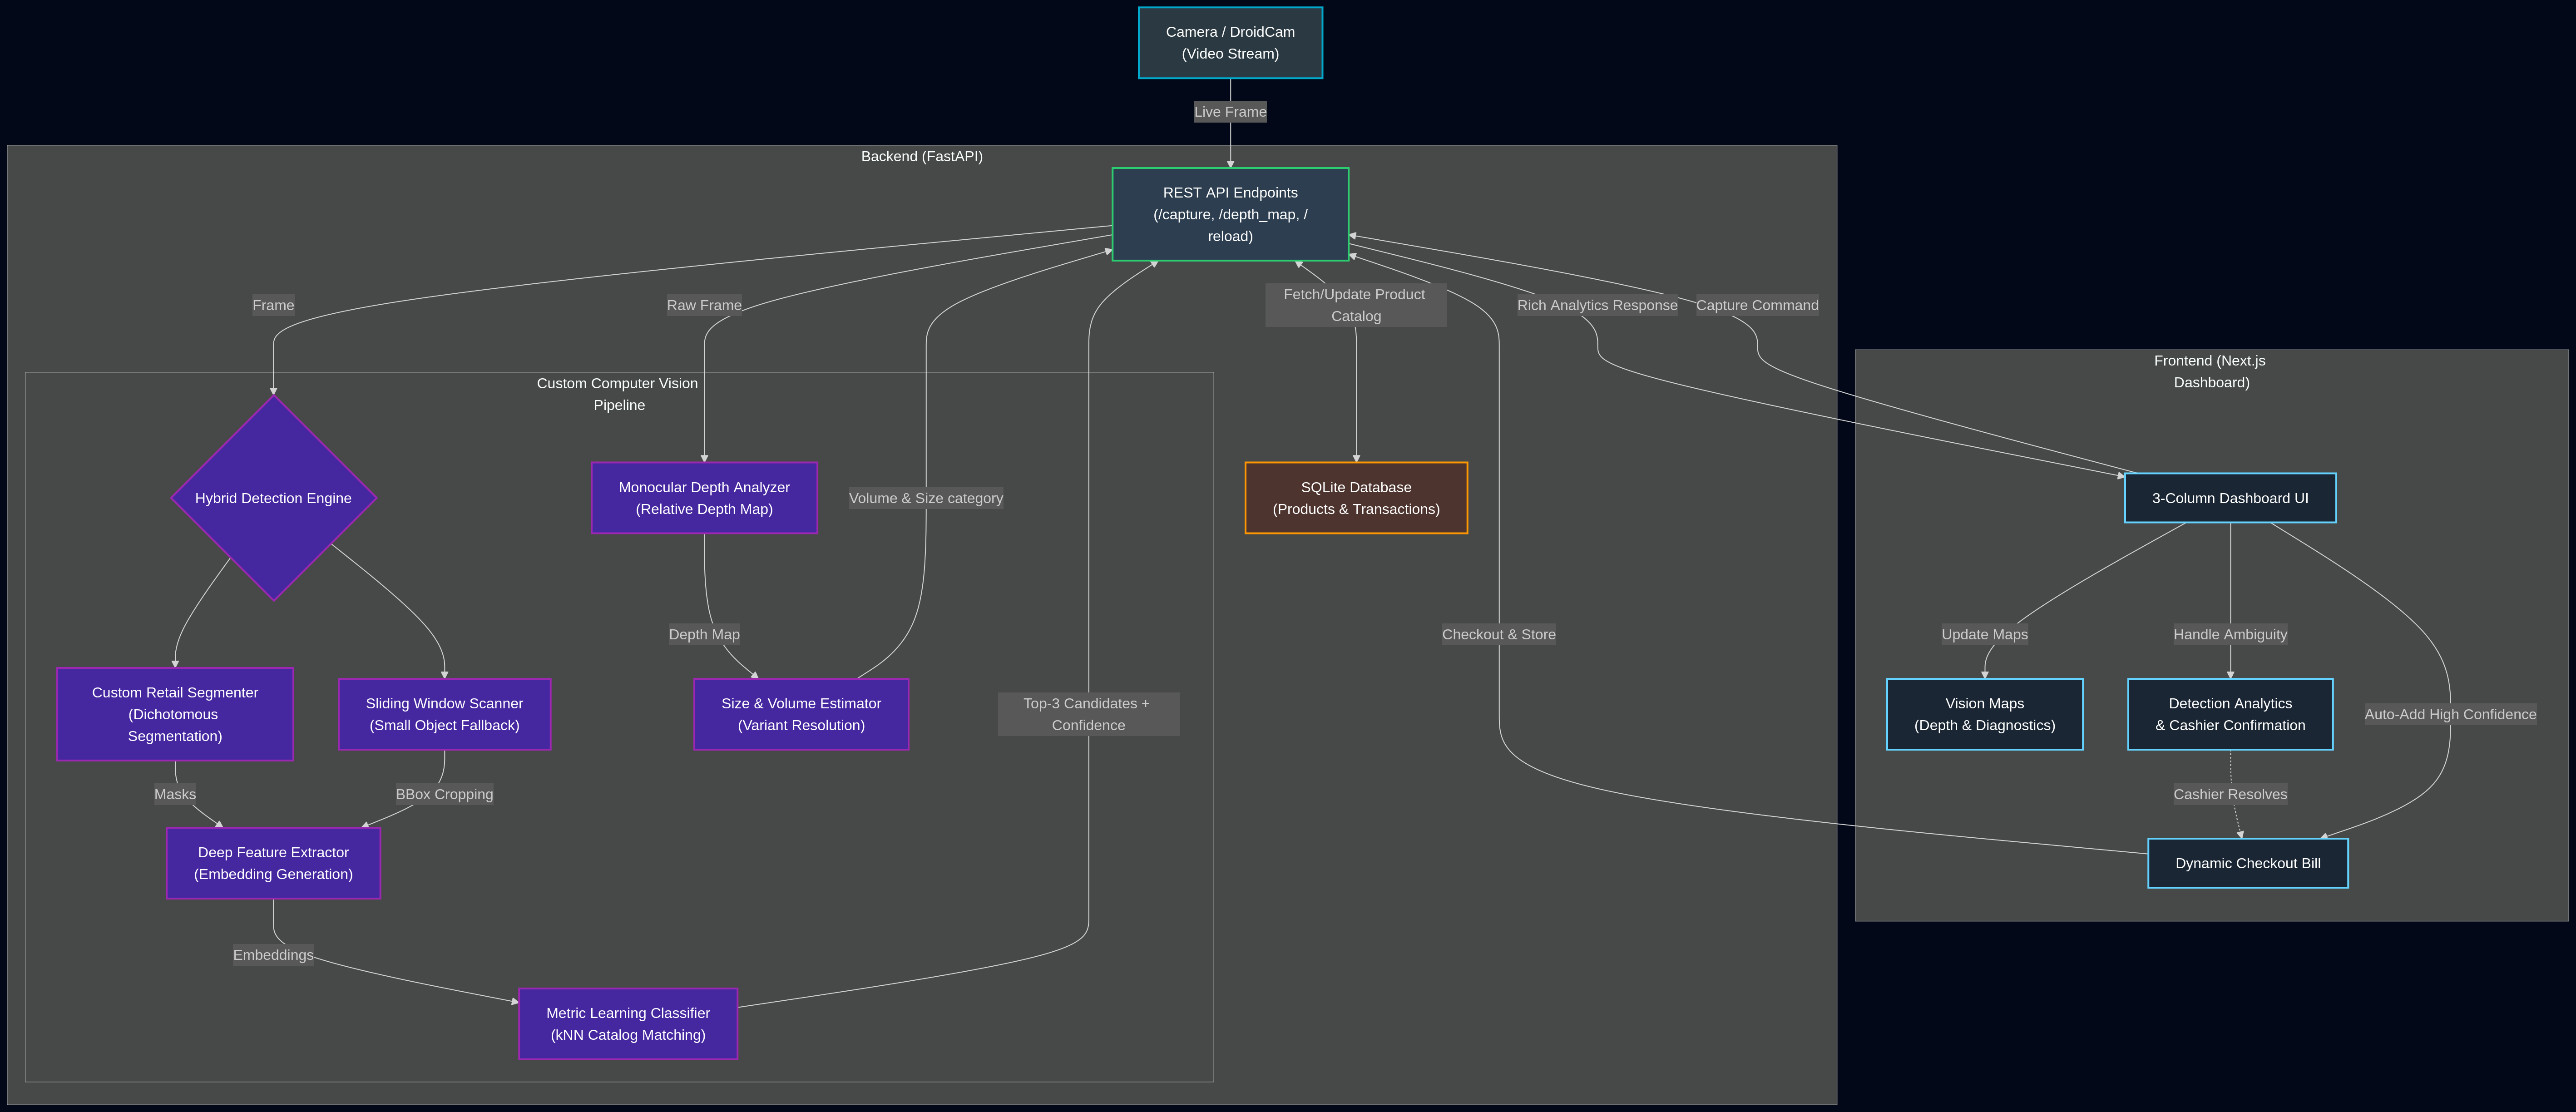 Camera / DroidCam
(Video Stream)
Live Frame
Backend (FastAPI)
REST API Endpoints
(/capture, /depth_map, /
reload)
Frame
Raw Frame
Fetch/Update Product
Catalog
Rich Analytics Response
Capture Command
Frontend (Next.js
Dashboard)
Custom Computer Vision
Pipeline
Hybrid Detection Engine
Monocular Depth Analyzer
(Relative Depth Map)
Volume & Size category
SQLite Database
(Products & Transactions)
3-Column Dashboard UI
Depth Map
Checkout & Store
Update Maps
Handle Ambiguity
Custom Retail Segmenter
(Dichotomous
Segmentation)
Sliding Window Scanner
(Small Object Fallback)
Size & Volume Estimator
(Variant Resolution)
Top-3 Candidates +
Confidence
Vision Maps
(Depth & Diagnostics)
Detection Analytics
& Cashier Confirmation
Auto-Add High Confidence
Masks
BBox Cropping
Cashier Resolves
Deep Feature Extractor
(Embedding Generation)
Dynamic Checkout Bill
Embeddings
Metric Learning Classifier
(kNN Catalog Matching)